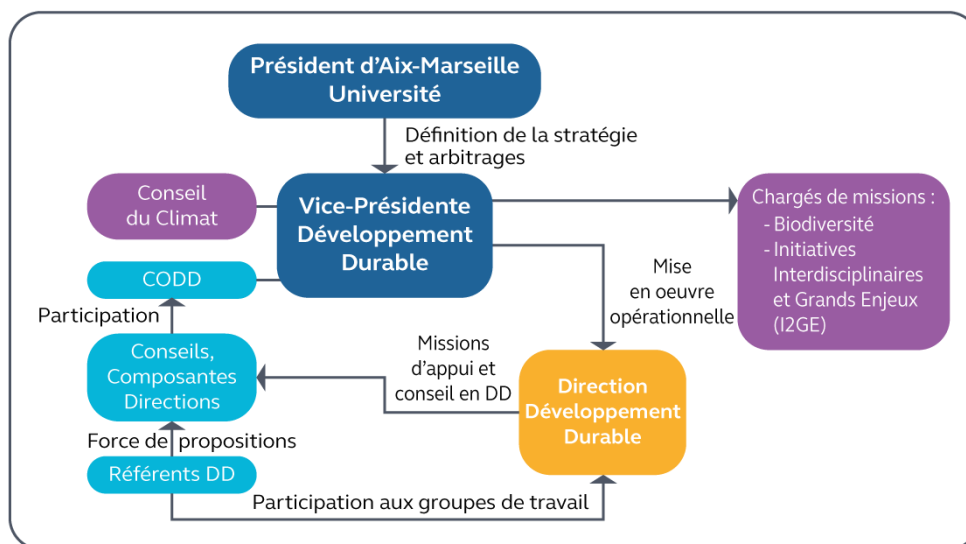 Président d'Aix-Marseille
Université
Définition de la stratégie
et arbitrages
Conseil
du Climat
Vice-Présidente
Développement
Durable
Chargés de missions :
- Biodiversité
- Initiatives
Interdisciplinaires
et Grands Enjeux
(I2GE)
CODD
Participation
Mise
en oeuvre
opérationnelle
Conseils,
Composantes
Directions
Missions
d'appui et
conseil en DD
Direction
Développement
Durable
Force de propositions
Référents DD
Participation aux groupes de travail